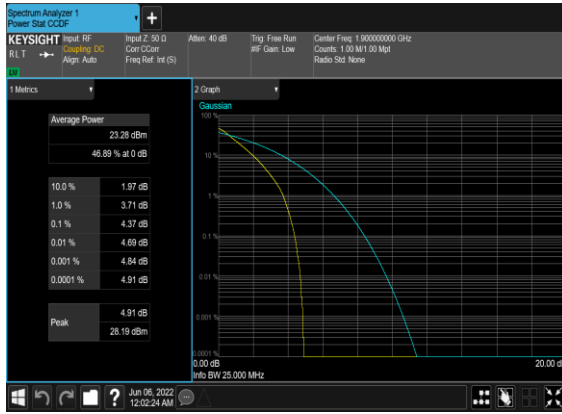 Spectrum Analyzer 1
Power Stat CCDF
+
KEYSIGHT
RLT
LXI
Input: RF
Coupling: DC
Align: Auto
Input Z: 50 Ω
Corr CCorr
Freq Ref: Int (S)
Atten: 40 dB
Trig: Free Run
#IF Gain: Low
Center Freq: 1.900000000 GHz
Counts: 1.00 M/1.00 Mpt
Radio Std: None
1 Metrics
Average Power
23.28 dBm
46.89 % at 0 dB
10.0 % 1.97 dB
1.0 % 3.71 dB
0.1 % 4.37 dB
0.01 % 4.69 dB
0.001 % 4.84 dB
0.0001 % 4.91 dB
Peak
4.91 dB
28.19 dBm
2 Graph
Gaussian
100 %
10 %
1 %
0.1 %
0.01 %
0.001 %
0.0001 %
0.00 dB
20.00 d
Info BW 25.000 MHz
?
Jun 06, 2022
12:02:24 AM